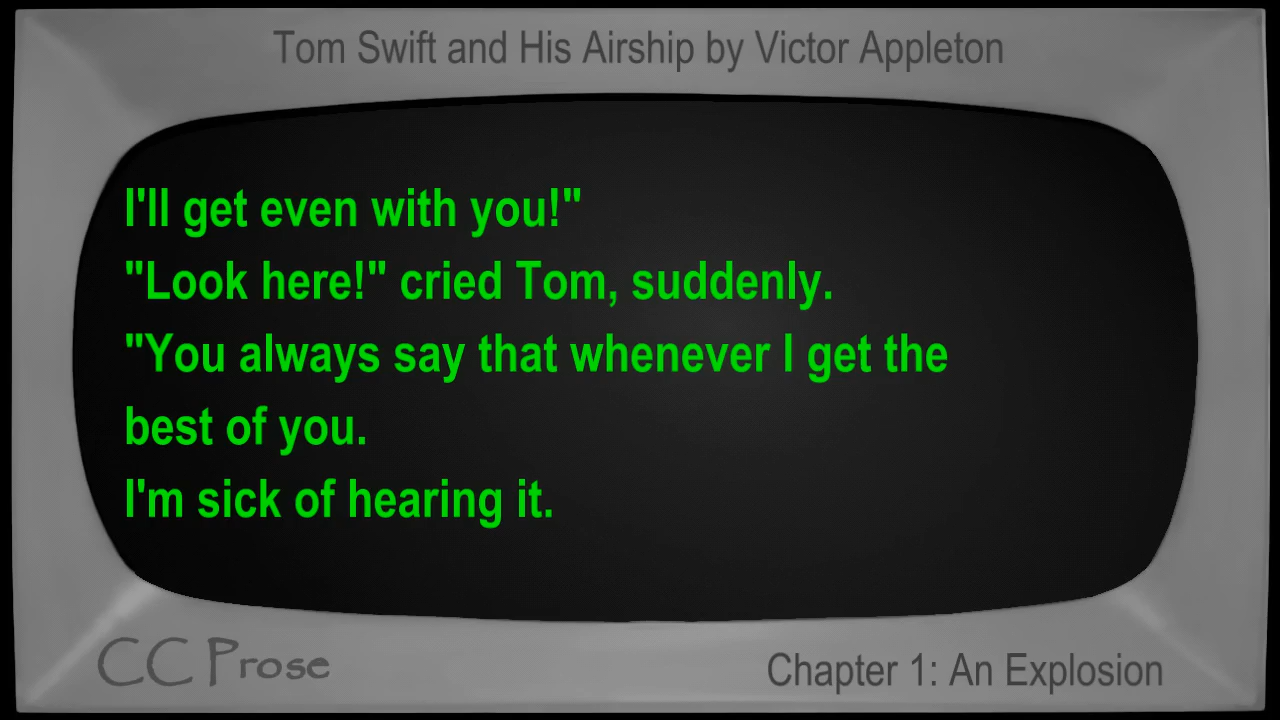 Tom Swift and His Airship by Victor Appleton
I'll get even with you!"
"Look here!" cried Tom, suddenly.
"You always say that whenever I get the
best of you.
I'm sick of hearing it.
CC Prose
Chapter 1: An Explosion